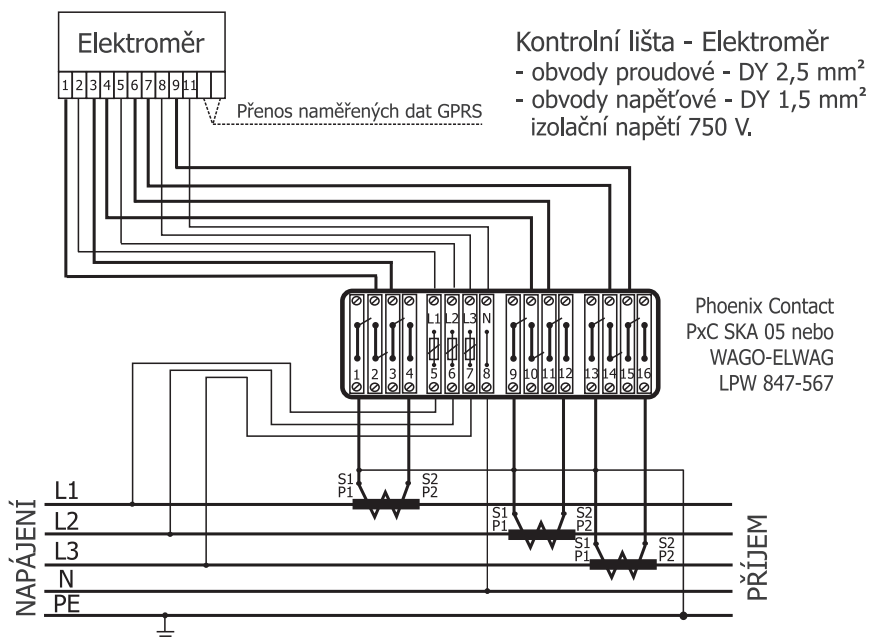 Elektroměr
1 2 3 4 5 6 7 8 9 11
Přenos naměřených dat GPRS
Kontrolní lišta - Elektroměr
- obvody proudové - DY 2,5 mm²
- obvody napěťové - DY 1,5 mm²
izolační napětí 750 V.
L1 L2 L3 N
1 2 3 4 5 6 7 8 9 10 11 12 13 14 15 16
Phoenix Contact
PxC SKA 05 nebo
WAGO-ELWAG
LPW 847-567
NAPÁJENÍ
L1
L2
L3
N
PE
S1 S2
P1 P2
S1 S2
P1 P2
S1 S2
P1 P2
PŘÍJEM